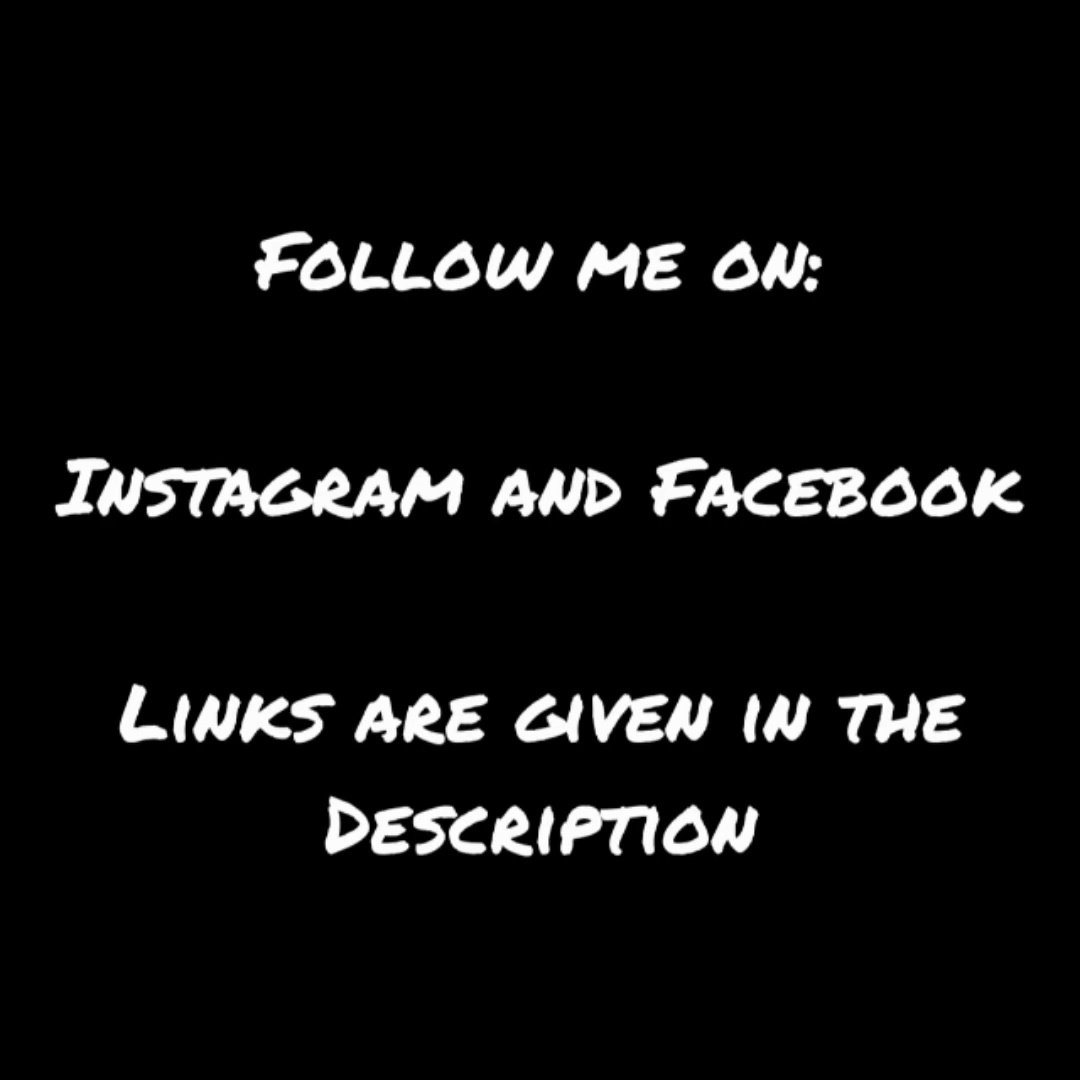 Follow me on:
Instagram and Facebook
Links are given in the
Description